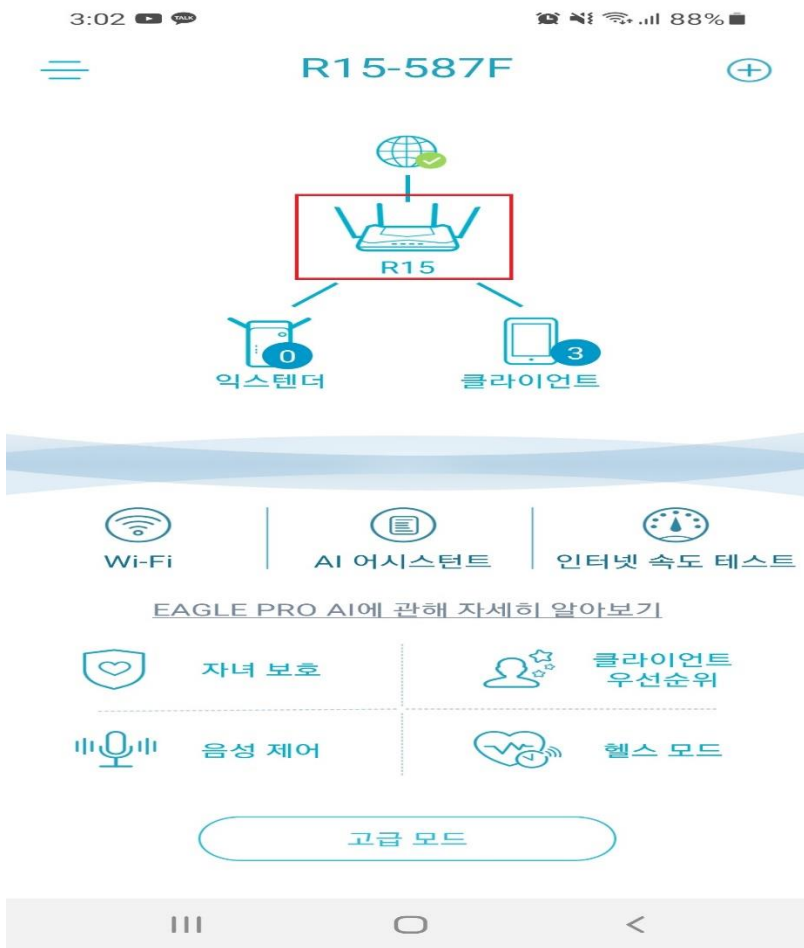 3:02 TALK 88%
R15-587F
R15
0
3
익스텐더
클라이언트
Wi-Fi
AI 어시스턴트
인터넷 속도 테스트
EAGLE PRO AI에 관해 자세히 알아보기
자녀 보호
클라이언트
우선순위
음성 제어
헬스 모드
고급 모드